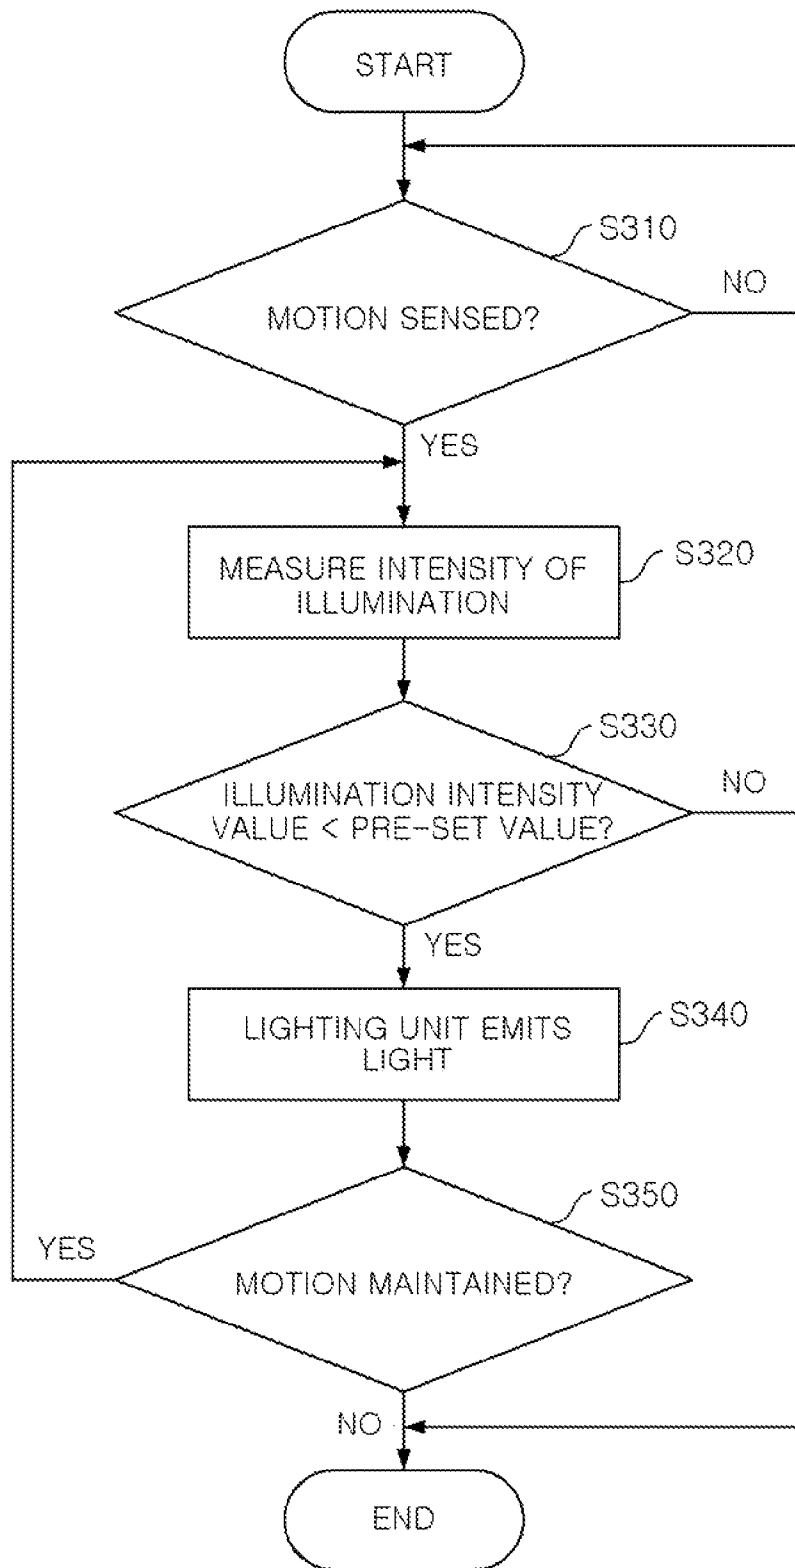 START
S310
MOTION SENSED?
NO
YES
S320
MEASURE INTENSITY OF
ILLUMINATION
S330
ILLUMINATION INTENSITY
VALUE < PRE-SET VALUE?
NO
YES
S340
LIGHTING UNIT EMITS
LIGHT
S350
YES
MOTION MAINTAINED?
NO
END